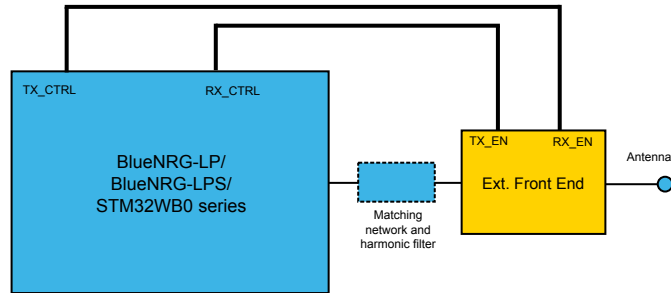 TX_CTRL
RX_CTRL
BlueNRG-LP/
BlueNRG-LPS/
STM32WB0 series
Matching
network and
harmonic filter
TX_EN
RX_EN
Ext. Front End
Antenna